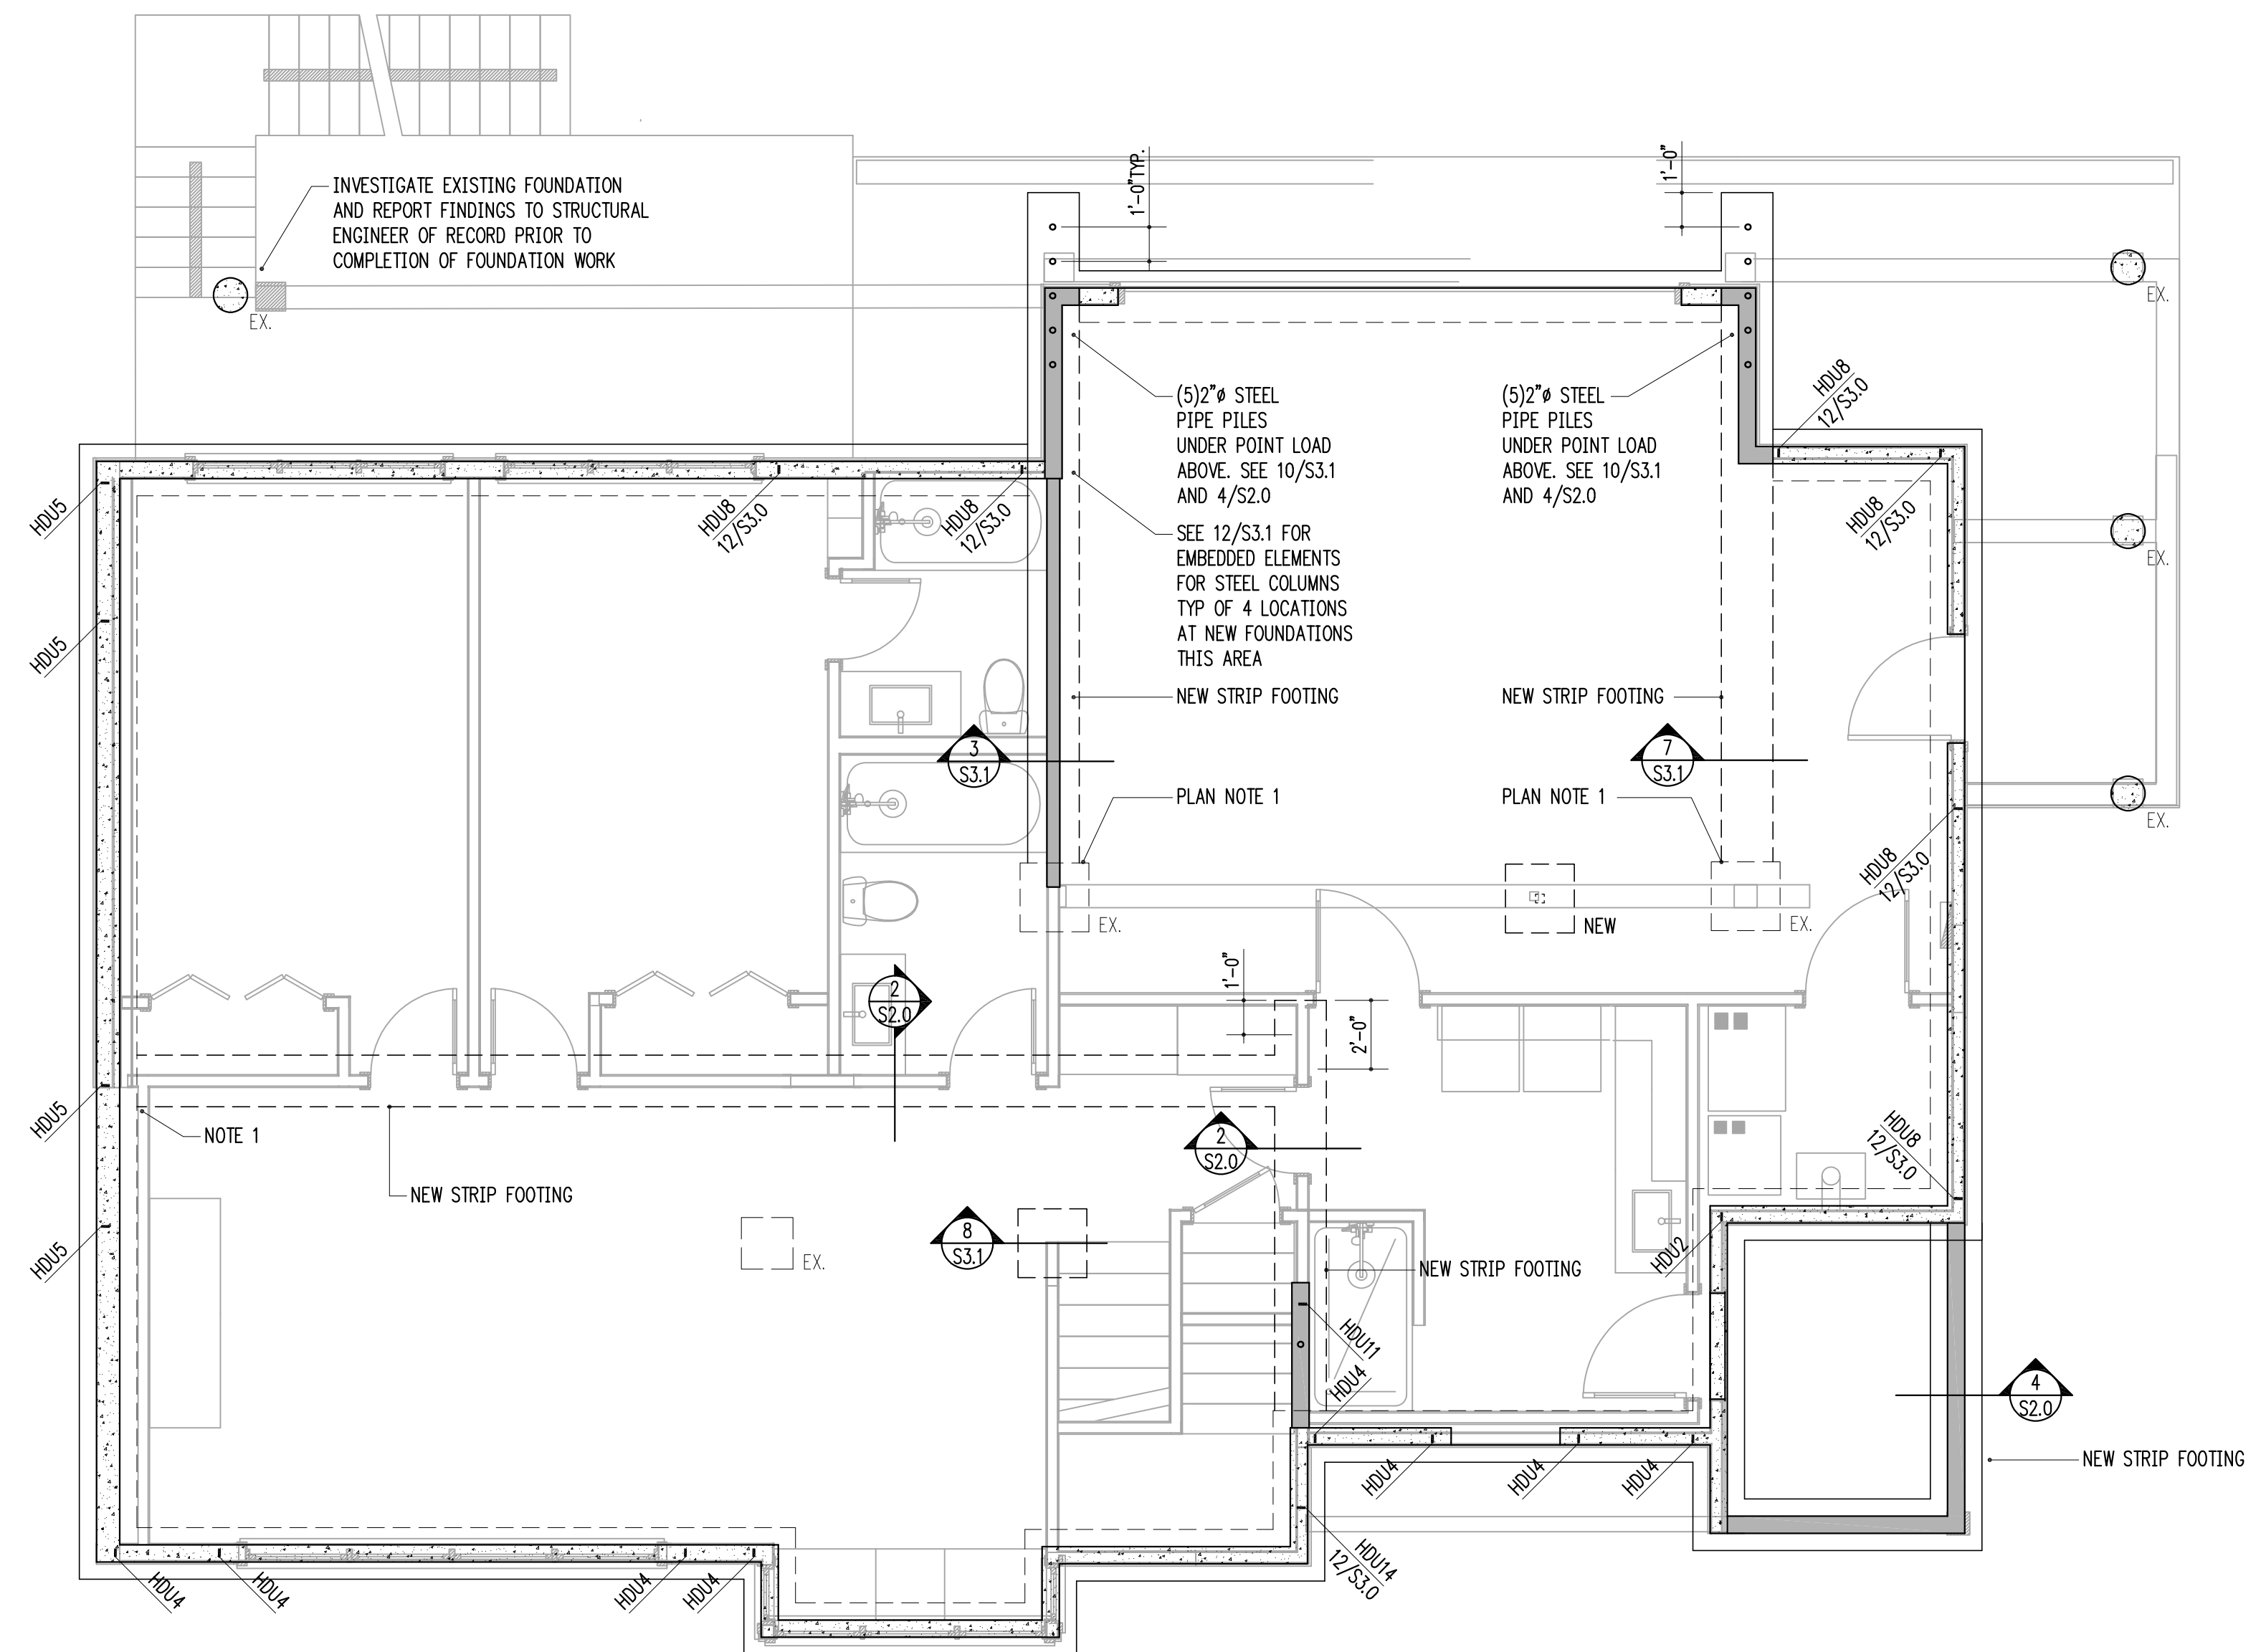 1'-0"TYP.
1'-0"
INVESTIGATE EXISTING FOUNDATION
AND REPORT FINDINGS TO STRUCTURAL
ENGINEER OF RECORD PRIOR TO
COMPLETION OF FOUNDATION WORK
EX.
EX.
(5)2"ø STEEL
PIPE PILES
UNDER POINT LOAD
ABOVE. SEE 10/S3.1
AND 4/S2.0
(5)2"ø STEEL
PIPE PILES
UNDER POINT LOAD
ABOVE. SEE 10/S3.1
AND 4/S2.0
HDU8
12/S3.0
HDU5
HDU8
12/S3.0
HDU8
12/S3.0
HDU8
12/S3.0
SEE 12/S3.1 FOR
EMBEDDED ELEMENTS
FOR STEEL COLUMNS
TYP OF 4 LOCATIONS
AT NEW FOUNDATIONS
THIS AREA
EX.
HDU5
NEW STRIP FOOTING
NEW STRIP FOOTING
3
S3.1
7
S3.1
PLAN NOTE 1
PLAN NOTE 1
EX.
HDU8
12/S3.0
EX.
NEW
EX.
1'-0"
2'-0"
2
S2.0
HDU5
NOTE 1
2
S2.0
HDU8
12/S3.0
NEW STRIP FOOTING
HDU5
EX.
8
S3.1
NEW STRIP FOOTING
HDU2
HDU11
HDU4
4
S2.0
NEW STRIP FOOTING
HDU4
HDU4
HDU4
HDU4
HDU4
HDU4
HDU4
HDU14
12/S3.0